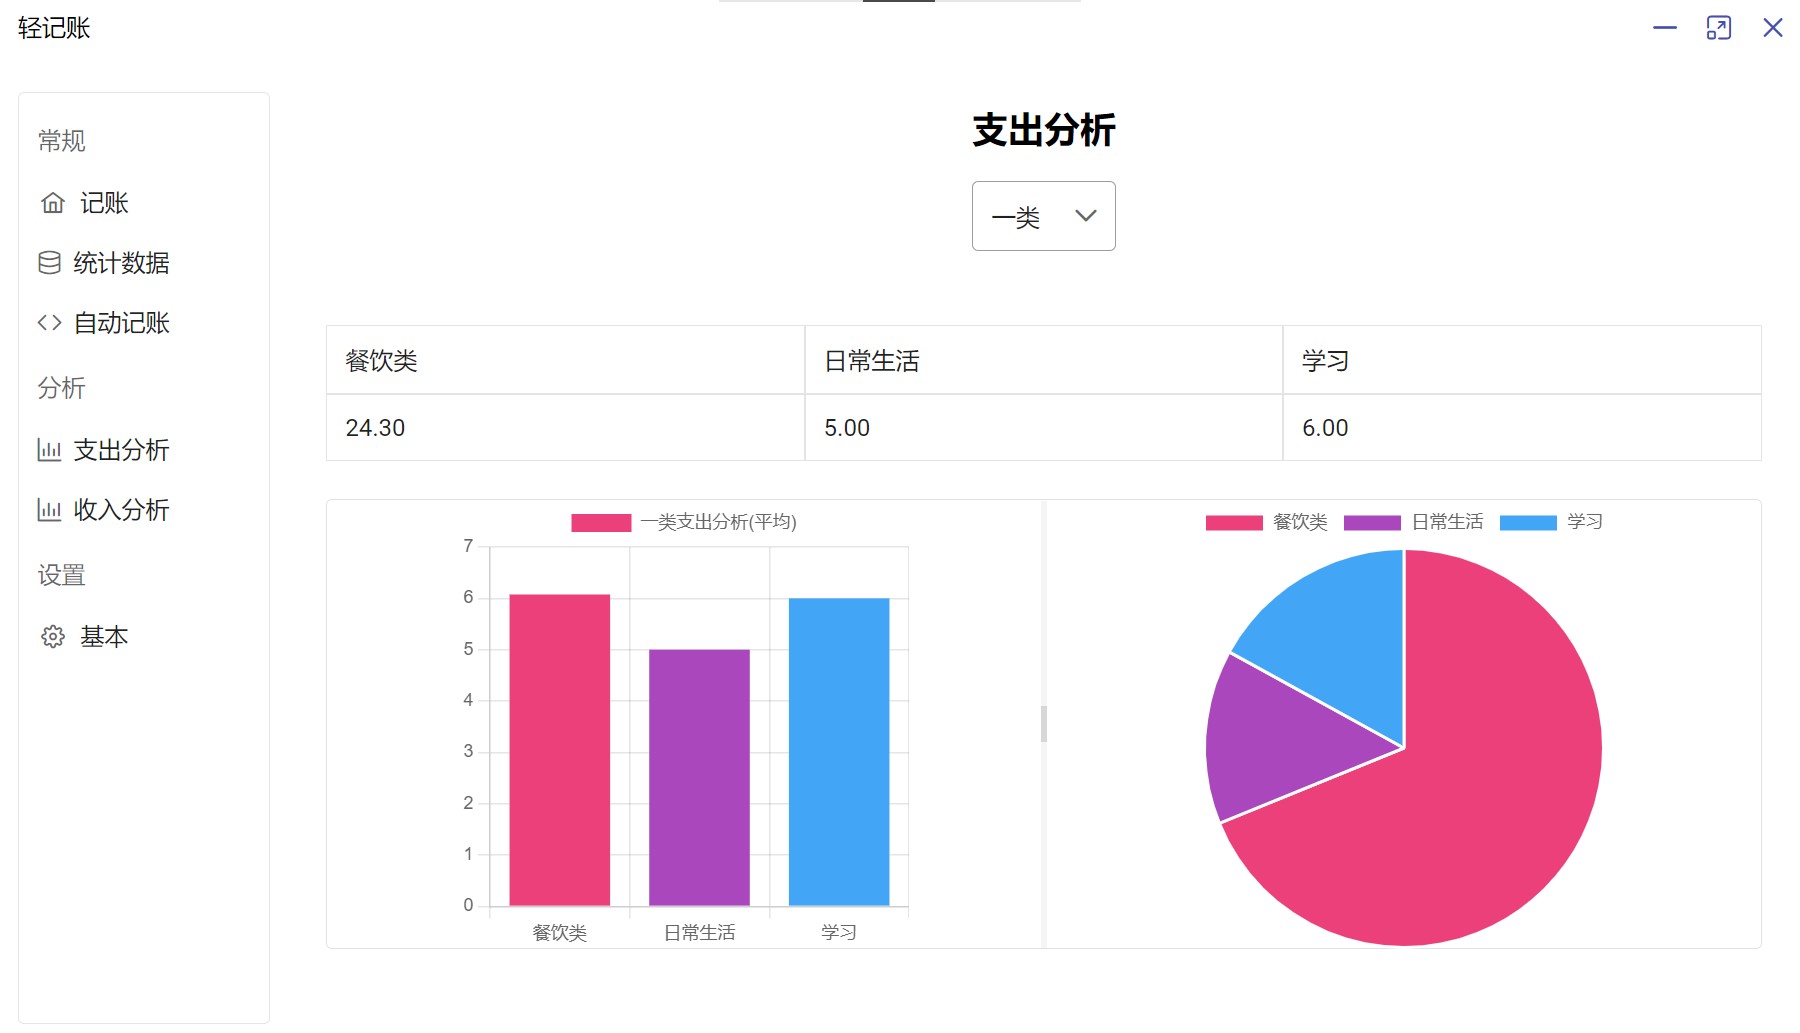 轻记账
常规
记账
统计数据
自动记账
分析
支出分析
收入分析
设置
基本
支出分析
一类
餐饮类 日常生活 学习
24.30 5.00 6.00
一类支出分析(平均)
7
6
5
4
3
2
1
0
餐饮类 日常生活 学习
餐饮类 日常生活 学习